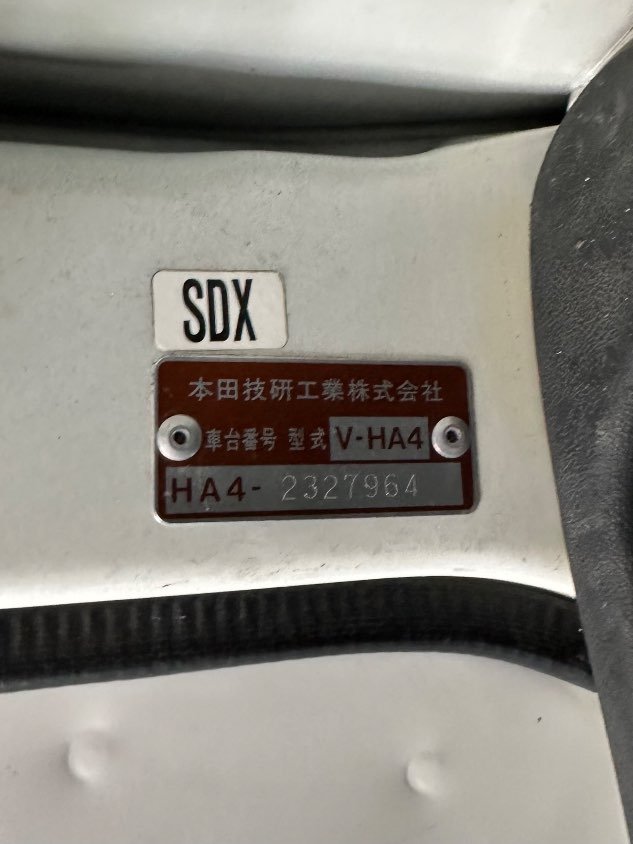 SDX
本田技研工業株式会社
車台番号 型式 V-HA4
HA4- 2327964